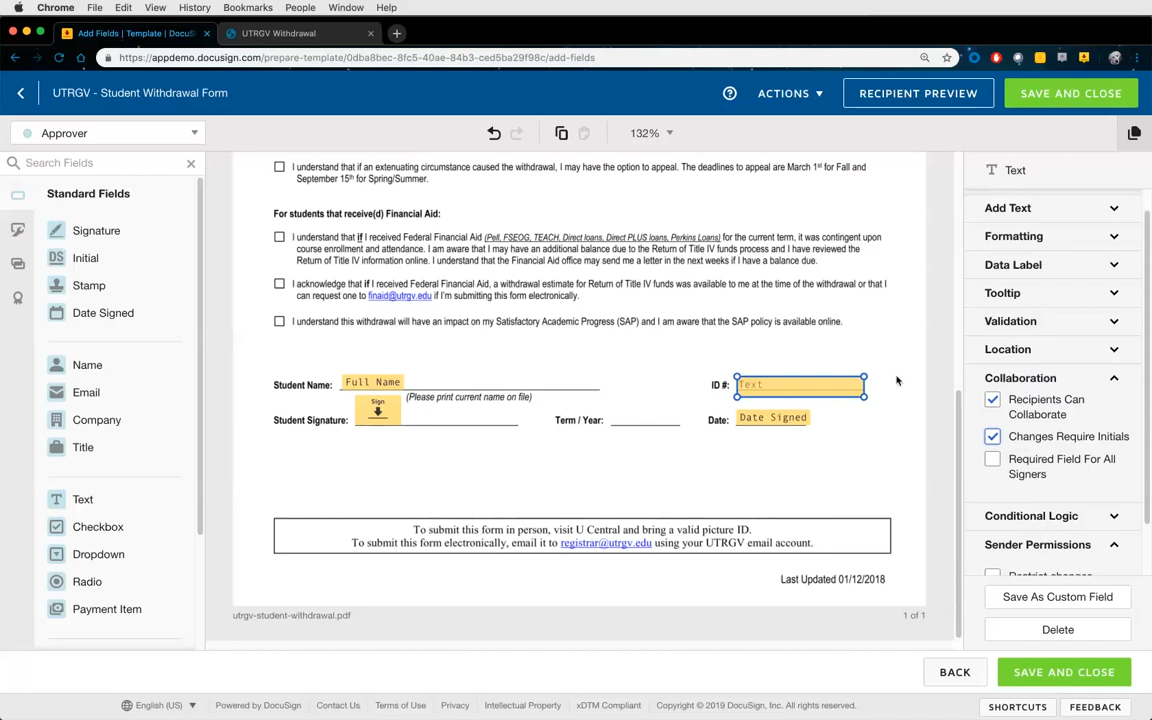 Chrome File Edit View History Bookmarks People Window Help
Add Fields | Template | DocuS
UTRGV Withdrawal
https://appdemo.docusign.com/prepare-template/0dba8bec-8fc5-40ae-84b3-ced5ba29f98c/add-fields
UTRGV - Student Withdrawal Form
ACTIONS
RECIPIENT PREVIEW
SAVE AND CLOSE
Approver
132%
Search Fields
Standard Fields
Signature
Initial
Stamp
Date Signed
Name
Email
Company
Title
Text
Checkbox
Dropdown
Radio
Payment Item
I understand that if an extenuating circumstance caused the withdrawal, I may have the option to appeal. The deadlines to appeal are March 1st for Fall and
September 15th for Spring/Summer.
For students that receive(d) Financial Aid:
I understand that if I received Federal Financial Aid (Pell, FSEOG, TEACH, Direct loans, Direct PLUS loans, Perkins Loans) for the current term, it was contingent upon
course enrollment and attendance. I am aware that I may have an additional balance due to the Return of Title IV funds process and I have reviewed the
Return of Title IV information online. I understand that the Financial Aid office may send me a letter in the next weeks if I have a balance due.
I acknowledge that if I received Federal Financial Aid, a withdrawal estimate for Return of Title IV funds was available to me at the time of the withdrawal or that I
can request one to finaid@utrgv.edu if I'm submitting this form electronically.
I understand this withdrawal will have an impact on my Satisfactory Academic Progress (SAP) and I am aware that the SAP policy is available online.
Student Name: Full Name ID #: Text
(Please print current name on file)
Sign
Student Signature: Term / Year: Date: Date Signed
To submit this form in person, visit U Central and bring a valid picture ID.
To submit this form electronically, email it to registrar@utrgv.edu using your UTRGV email account.
Last Updated 01/12/2018
utrgv-student-withdrawal.pdf 1 of 1
Text
Add Text
Formatting
Data Label
Tooltip
Validation
Location
Collaboration
Recipients Can
Collaborate
Changes Require Initials
Required Field For All
Signers
Conditional Logic
Sender Permissions
Restrict changes
Save As Custom Field
Delete
BACK
SAVE AND CLOSE
English (US) Powered by DocuSign Contact Us Terms of Use Privacy Intellectual Property xDTM Compliant Copyright © 2019 DocuSign, Inc. All rights reserved.
SHORTCUTS
FEEDBACK